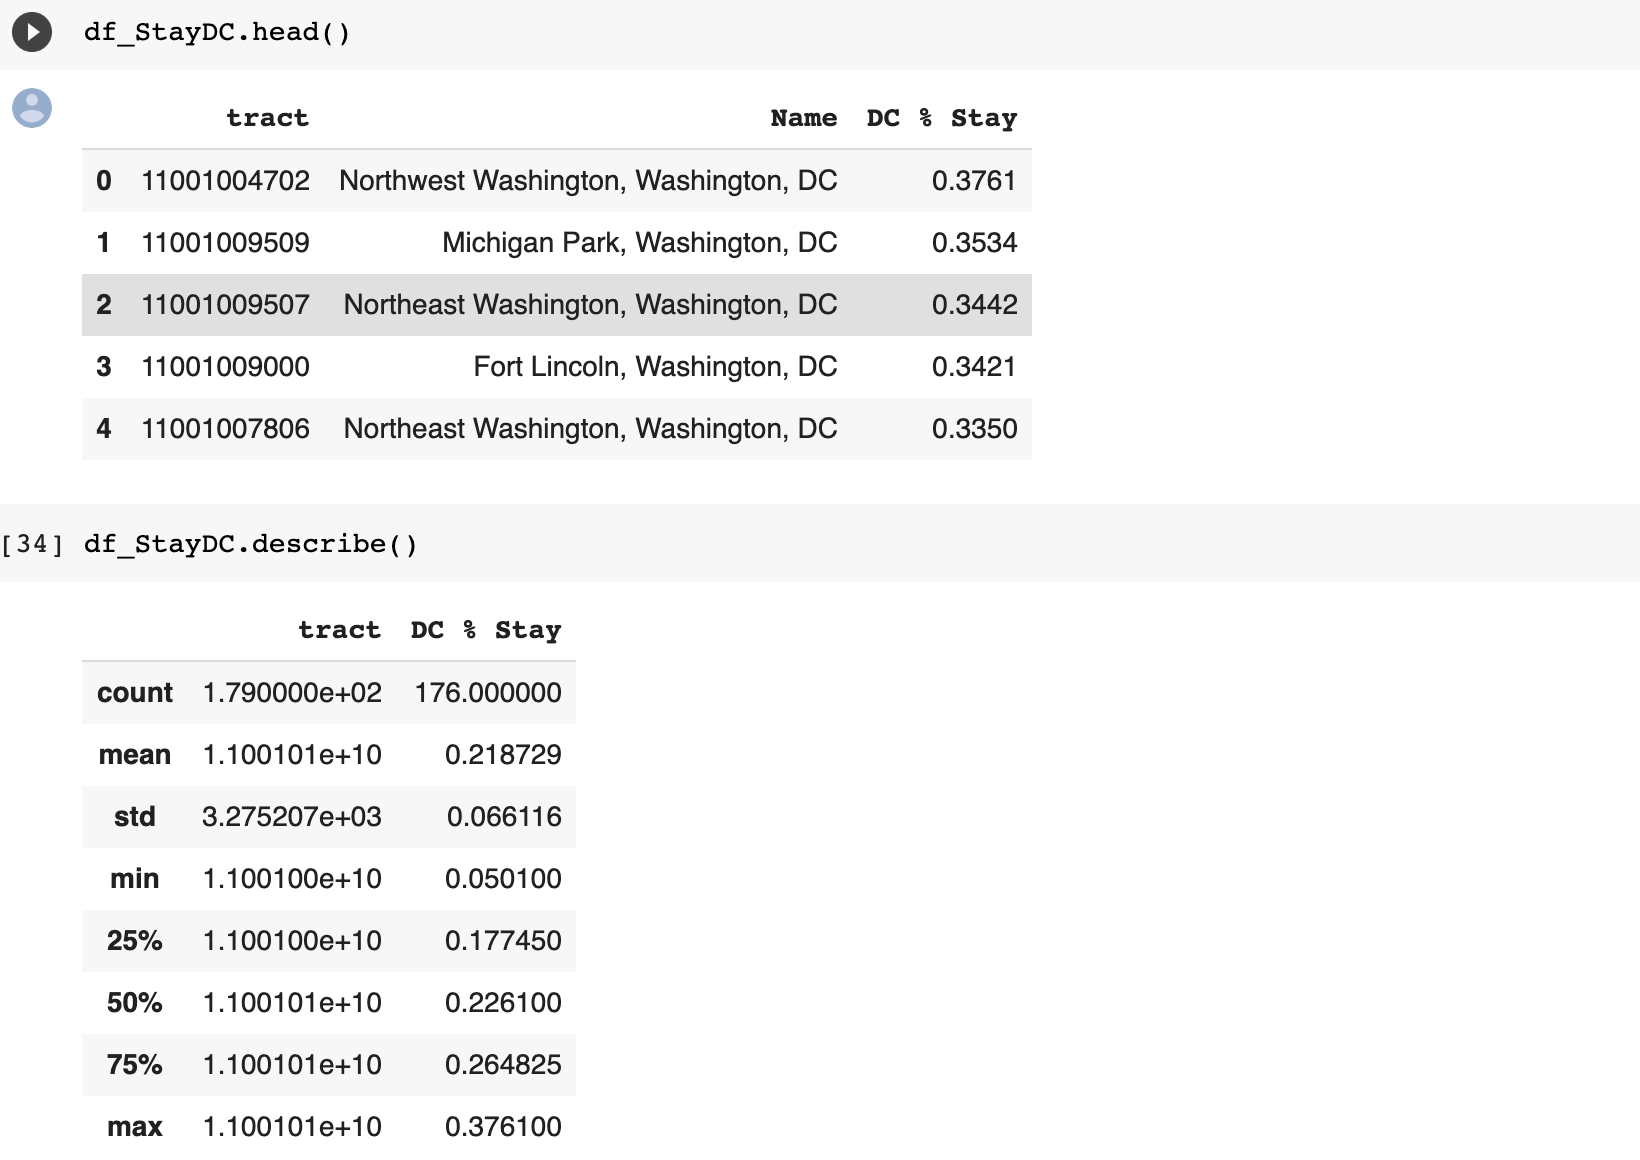 df_StayDC.head()
tract Name DC % Stay
0 11001004702 Northwest Washington, Washington, DC 0.3761
1 11001009509 Michigan Park, Washington, DC 0.3534
2 11001009507 Northeast Washington, Washington, DC 0.3442
3 11001009000 Fort Lincoln, Washington, DC 0.3421
4 11001007806 Northeast Washington, Washington, DC 0.3350
[34] df_StayDC.describe()
tract DC % Stay
count 1.790000e+02 176.000000
mean 1.100101e+10 0.218729
std 3.275207e+03 0.066116
min 1.100100e+10 0.050100
25% 1.100100e+10 0.177450
50% 1.100101e+10 0.226100
75% 1.100101e+10 0.264825
max 1.100101e+10 0.376100